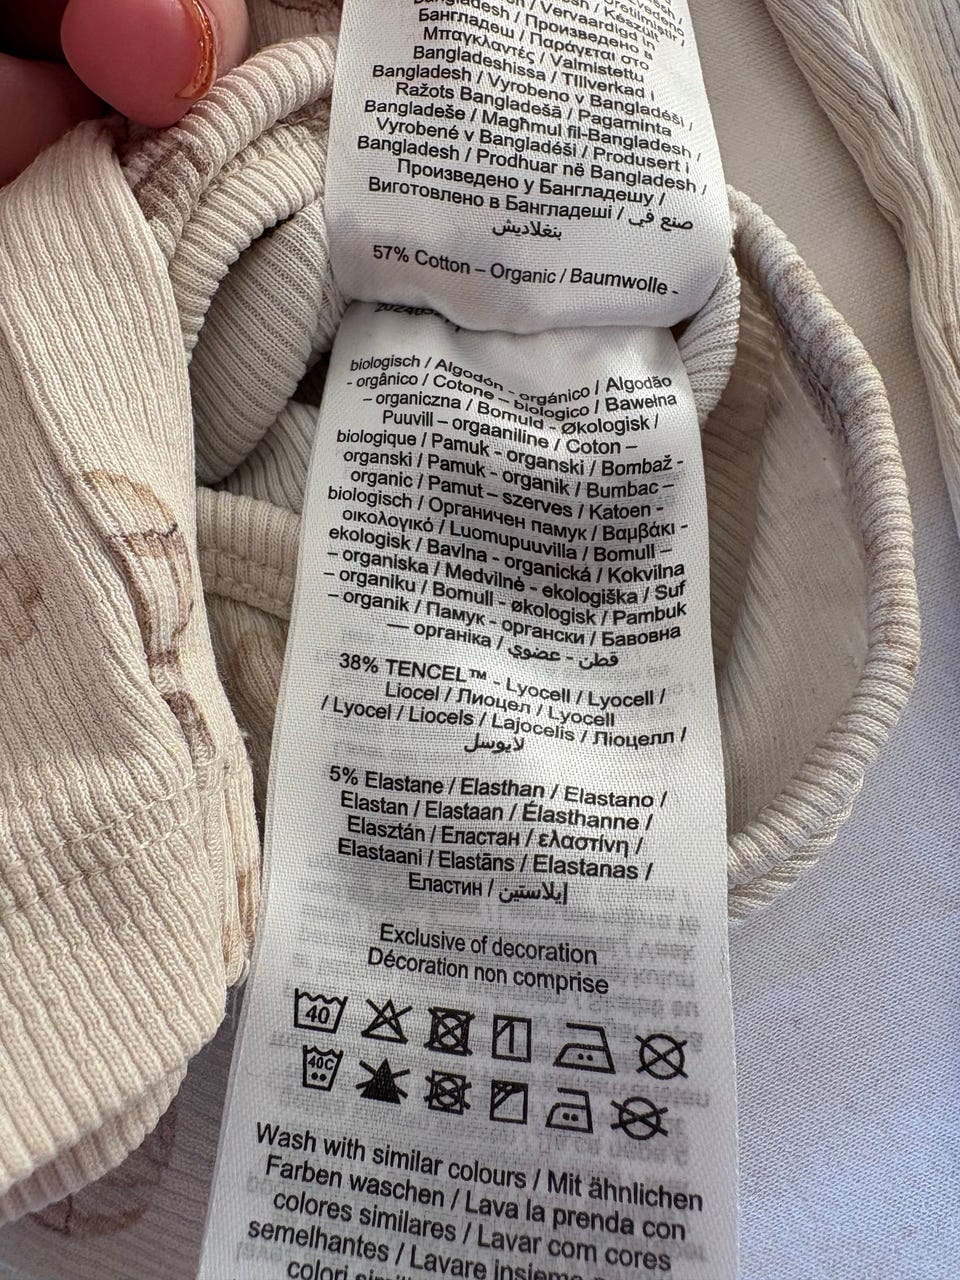 Bangladesh / Произведено в
Бангладеш / Vervaardigd in
Μπαγκλαντές / Παράγεται στο
Bangladeshissa / Valmistettu
Bangladesh / Vyrobeno v Bangladéši /
Ražots Bangladešā / Pagaminta
Bangladeše / Magħmul fil-Bangladesh /
Vyrobené v Bangladéši / Produsert i
Bangladesh / Prodhuar në Bangladesh /
Произведено у Бангладешу /
Виготовлено в Бангладеші / صنع في
بنغلاديش
57% Cotton – Organic / Baumwolle -
biologisch / Algodón - orgánico / Algodão
- orgânico / Cotone – biologico / Bawełna
– organiczna / Bomuld - Økologisk /
Puuvill – orgaaniline / Coton –
biologique / Pamuk - organski / Bombaž -
organski / Pamuk - organik / Bumbac –
organic / Pamut – szerves / Katoen -
biologisch / Органичен памук / Βαμβάκι -
οικολογικό / Luomupuuvilla / Bomull –
ekologisk / Bavlna - organická / Kokvilna
– organiska / Medvilnė - ekologiška / Suf
– organiku / Bomull - økologisk / Pambuk
– organik / Памук - органски / Бавовна
— органіка / قطن - عضوي
38% TENCEL™ - Lyocell / Lyocell /
Liocel / Лиоцел / Lyocell
/ Lyocel / Liocels / Lajocelis / Ліоцелл /
لايوسل
5% Elastane / Elasthan / Elastano /
Elastan / Elastaan / Élasthanne /
Elasztán / Еластан / ελαστίνη /
Elastaani / Elastāns / Elastanas /
Еластин / إيلاستين
Exclusive of decoration
Décoration non comprise
40
40C
Wash with similar colours / Mit ähnlichen
Farben waschen / Lava la prenda con
colores similares / Lavar com cores
semelhantes / Lavare insieme
colori